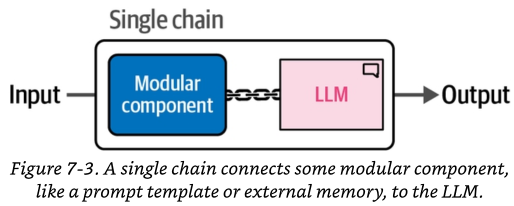 Single chain
Modular
component
LLM
Input
Output
Figure 7-3. A single chain connects some modular component,
like a prompt template or external memory, to the LLM.